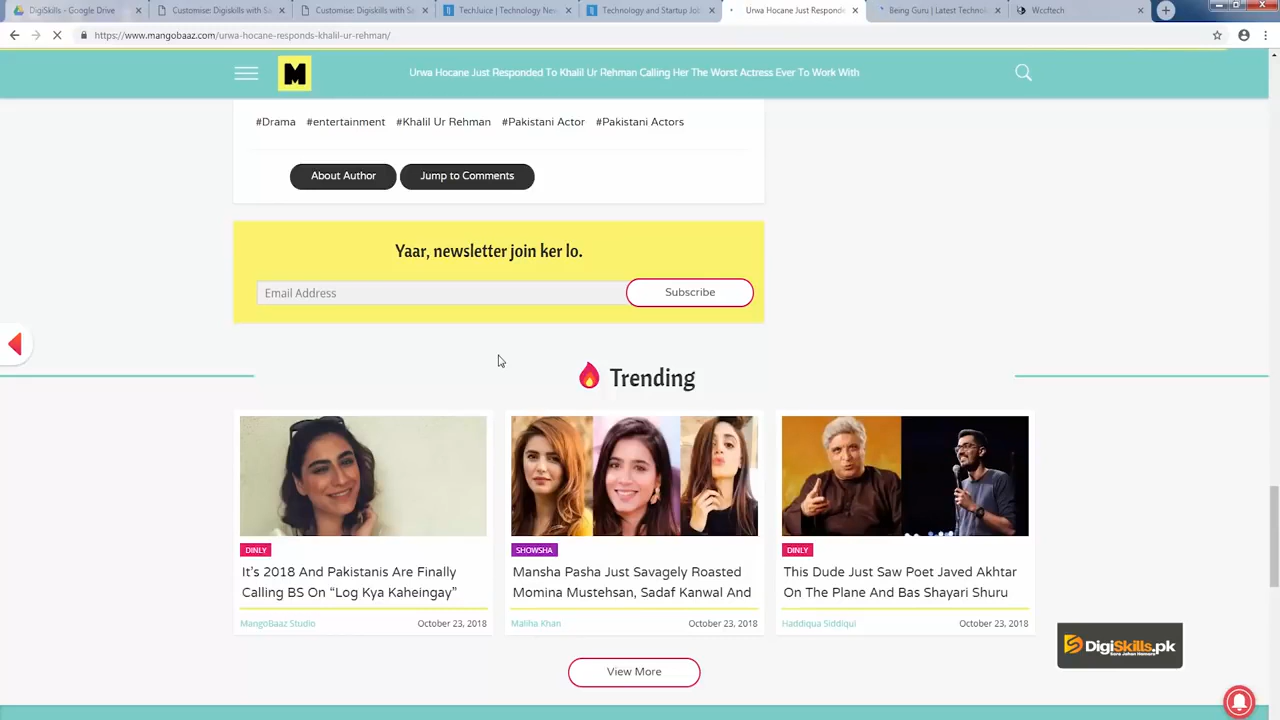 DigiSkills - Google Drive
Customise: Digiskills with Sa
Customise: Digiskills with Sa
TechJuice | Technology New
Technology and Startup Jo
Urwa Hocane Just Respond
Being Guru | Latest Technol
Wccftech
https://www.mangobaaz.com/urwa-hocane-responds-khalil-ur-rehman/
M
Urwa Hocane Just Responded To Khalil Ur Rehman Calling Her The Worst Actress Ever To Work With
#Drama #entertainment #Khalil Ur Rehman #Pakistani Actor #Pakistani Actors
About Author
Jump to Comments
Yaar, newsletter join ker lo.
Email Address
Subscribe
Trending
DINLY
It's 2018 And Pakistanis Are Finally
Calling BS On “Log Kya Kaheingay”
MangoBaaz Studio
October 23, 2018
SHOWSHA
Mansha Pasha Just Savagely Roasted
Momina Mustehsan, Sadaf Kanwal And
Maliha Khan
October 23, 2018
DINLY
This Dude Just Saw Poet Javed Akhtar
On The Plane And Bas Shayari Shuru
Haddiqua Siddiqui
October 23, 2018
DigiSkills.pk
View More